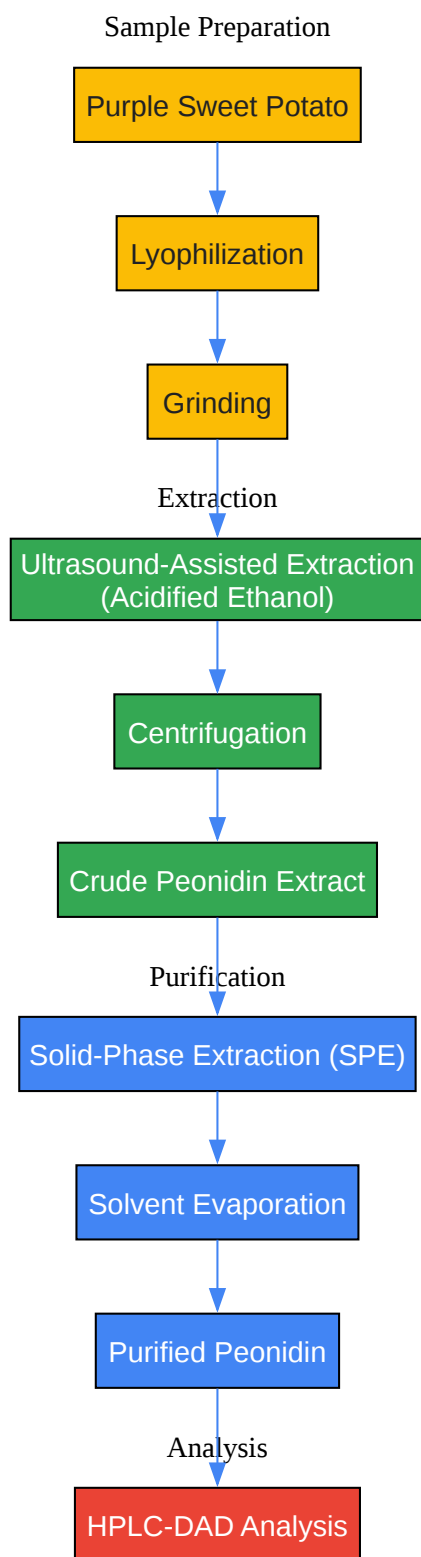 Sample Preparation
Purple Sweet Potato
Lyophilization
Grinding
Extraction
Ultrasound-Assisted Extraction
(Acidified Ethanol)
Centrifugation
Crude Peonidin Extract
Purification
Solid-Phase Extraction (SPE)
Solvent Evaporation
Purified Peonidin
Analysis
HPLC-DAD Analysis